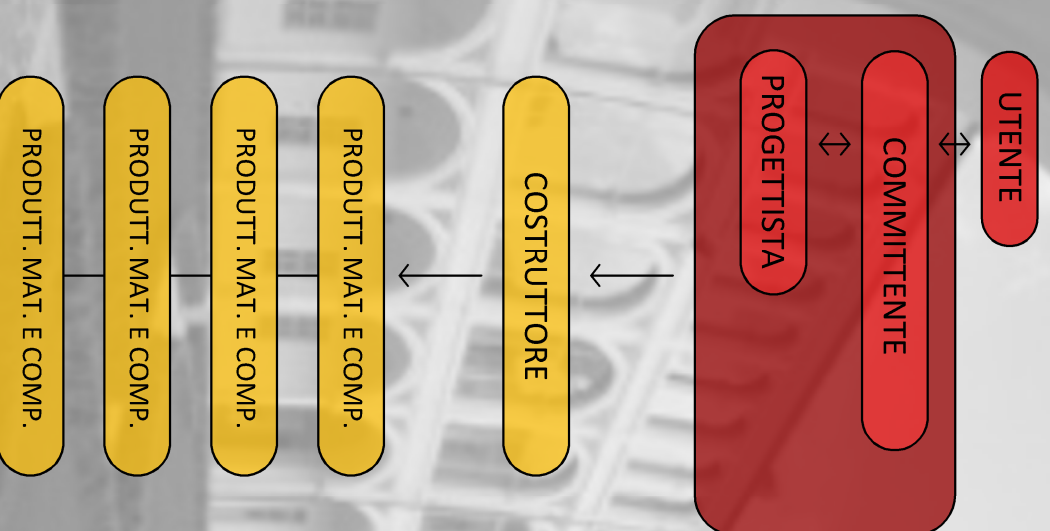 UTENTE
COMMITTENTE
PROGETTISTA
COSTRUTTORE
PRODUTT. MAT. E COMP.
PRODUTT. MAT. E COMP.
PRODUTT. MAT. E COMP.
PRODUTT. MAT. E COMP.